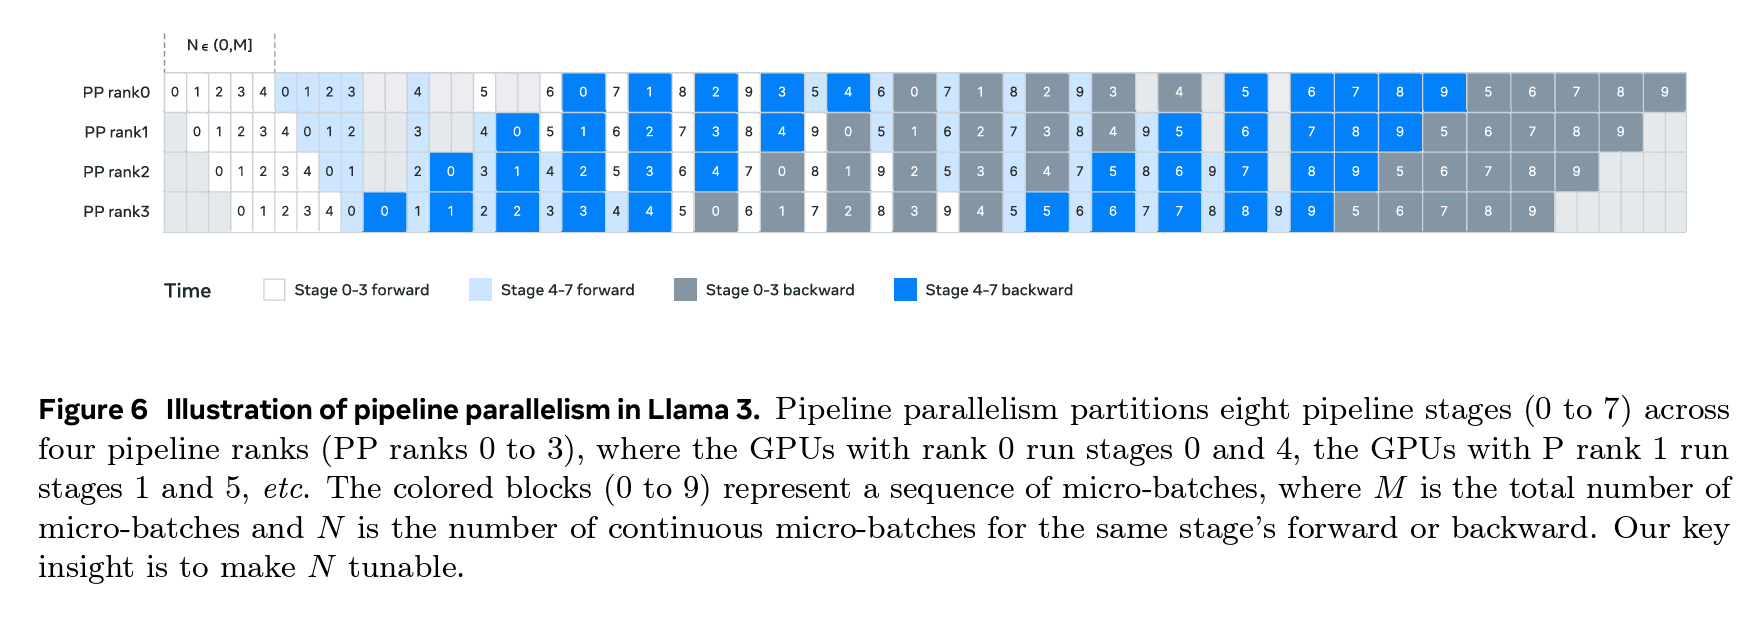 N ϵ (0,M]
PP rank0 0 1 2 3 4 0 1 2 3 4 5 6 0 7 1 8 2 9 3 5 4 6 0 7 1 8 2 9 3 4 5 6 7 8 9 5 6 7 8 9
PP rank1 0 1 2 3 4 0 1 2 3 4 0 5 1 6 2 7 3 8 4 9 0 5 1 6 2 7 3 8 4 9 5 6 7 8 9 5 6 7 8 9
PP rank2 0 1 2 3 4 0 1 2 0 3 1 4 2 5 3 6 4 7 0 8 1 9 2 5 3 6 4 7 5 8 6 9 7 8 9 5 6 7 8 9
PP rank3 0 1 2 3 4 0 0 1 1 2 2 3 3 4 4 5 0 6 1 7 2 8 3 9 4 5 5 6 6 7 7 8 8 9 9 5 6 7 8 9
Time Stage 0-3 forward Stage 4-7 forward Stage 0-3 backward Stage 4-7 backward
Figure 6 Illustration of pipeline parallelism in Llama 3. Pipeline parallelism partitions eight pipeline stages (0 to 7) across
four pipeline ranks (PP ranks 0 to 3), where the GPUs with rank 0 run stages 0 and 4, the GPUs with P rank 1 run
stages 1 and 5, etc. The colored blocks (0 to 9) represent a sequence of micro-batches, where M is the total number of
micro-batches and N is the number of continuous micro-batches for the same stage's forward or backward. Our key
insight is to make N tunable.